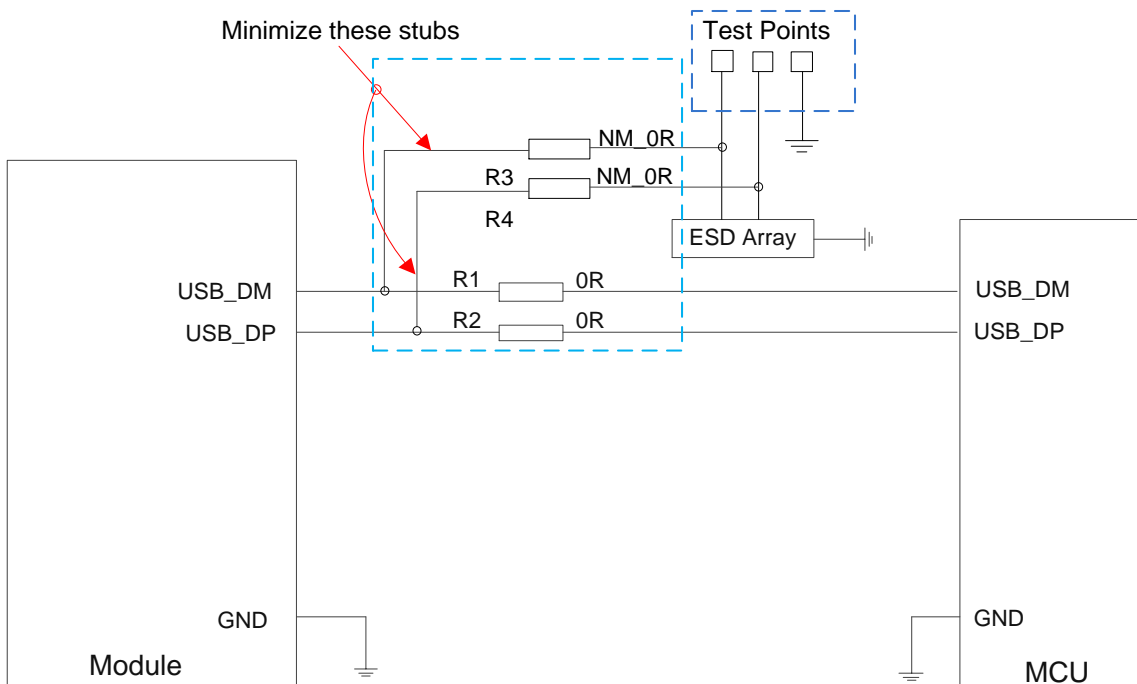 Minimize these stubs
Test Points
NM_0R
R3
NM_0R
R4
ESD Array
USB_DM
R1
0R
USB_DM
USB_DP
R2
0R
USB_DP
GND
GND
Module
MCU